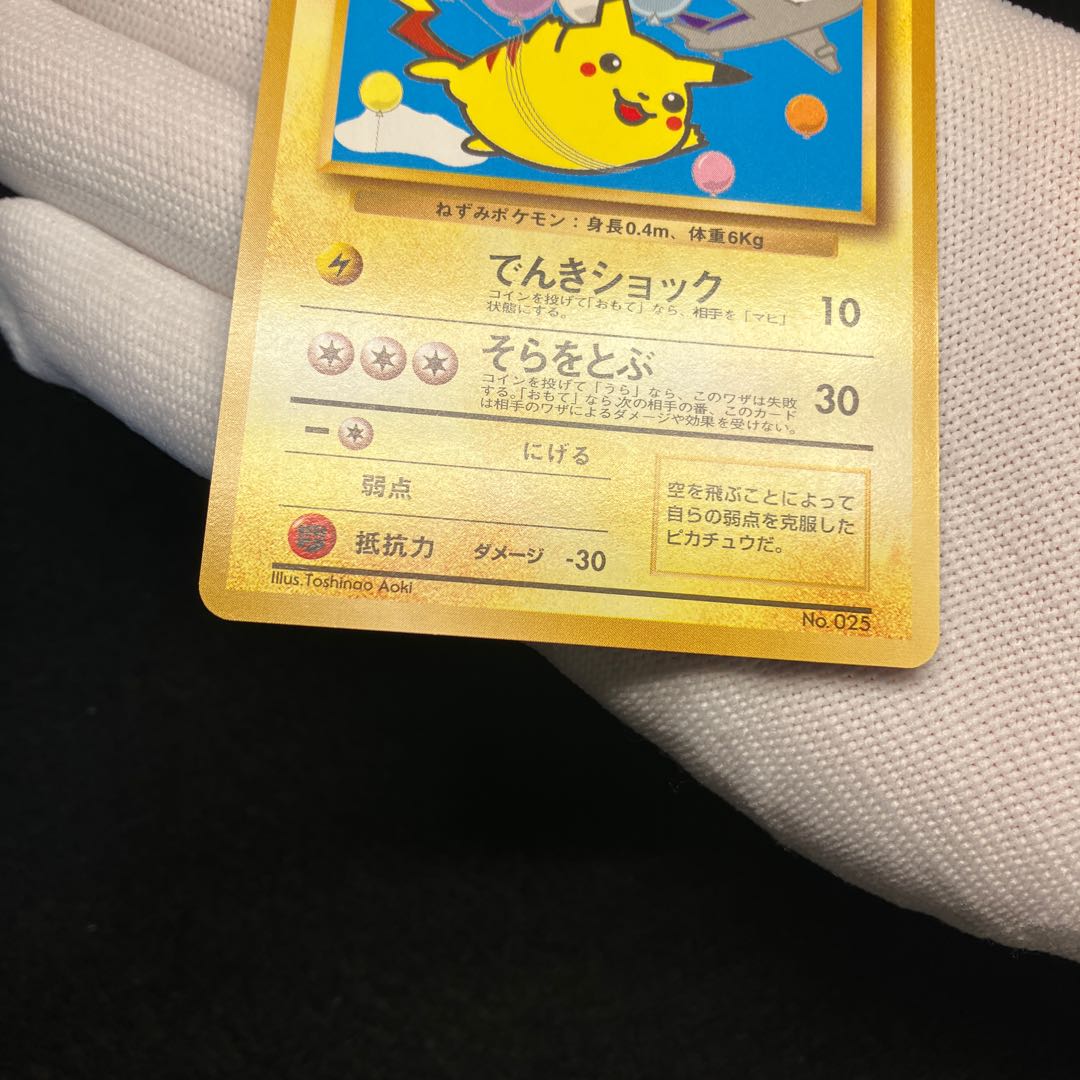 ねずみポケモン：身長0.4m、体重6Kg
でんきショック
コインを投げて「おもて」なら、相手を「マヒ」
状態にする。
10
そらをとぶ
コインを投げて「うら」なら、このワザは失敗
する。「おもて」なら次の相手の番、このカード
は相手のワザによるダメージや効果を受けない。
30
にげる
弱点
抵抗力 ダメージ -30
空を飛ぶことによって
自らの弱点を克服した
ピカチュウだ。
Illus.Toshinao Aoki
No. 025